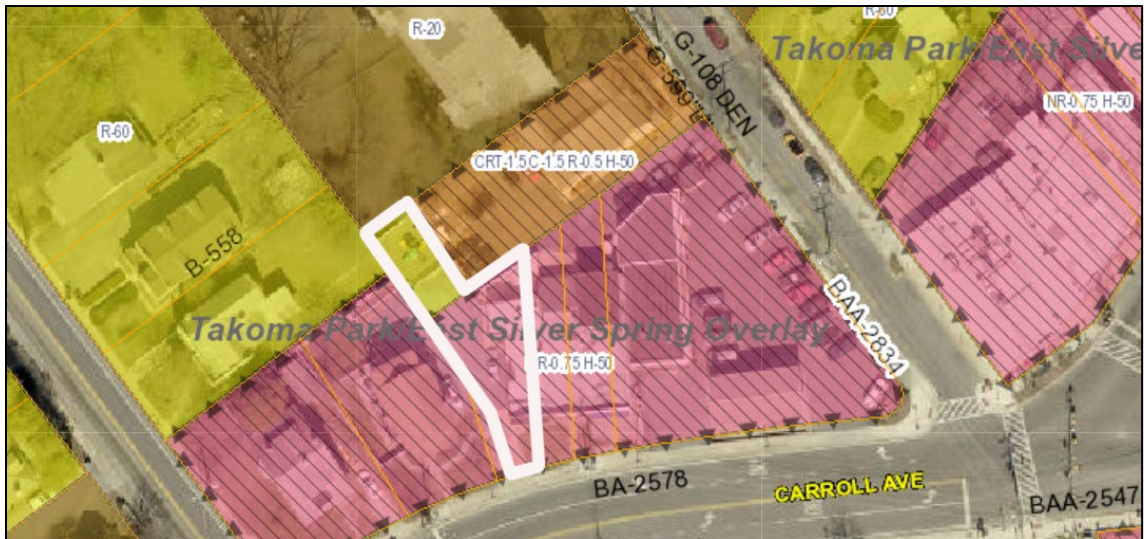 R-20
R-60
Takoma Park/East Silve
G-108 DEN
R-60
NR-0.75 H-50
CRT-1.5 C-1.5 R-0.5 H-50
B-558
Takoma Park/East Silver Spring Overlay
BAA-2834
R-0.75 H-50
BA-2578
CARROLL AVE
BAA-2547